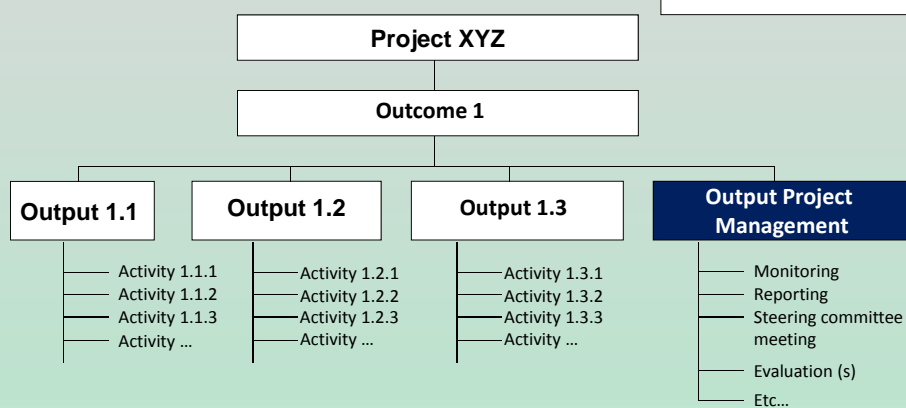 Project XYZ
Outcome 1
Output 1.1
Output 1.2
Output 1.3
Output Project
Management
Activity 1.1.1
Activity 1.1.2
Activity 1.1.3
Activity ...
Activity 1.2.1
Activity 1.2.2
Activity 1.2.3
Activity ...
Activity 1.3.1
Activity 1.3.2
Activity 1.3.3
Activity ...
Monitoring
Reporting
Steering committee
meeting
Evaluation (s)
Etc...